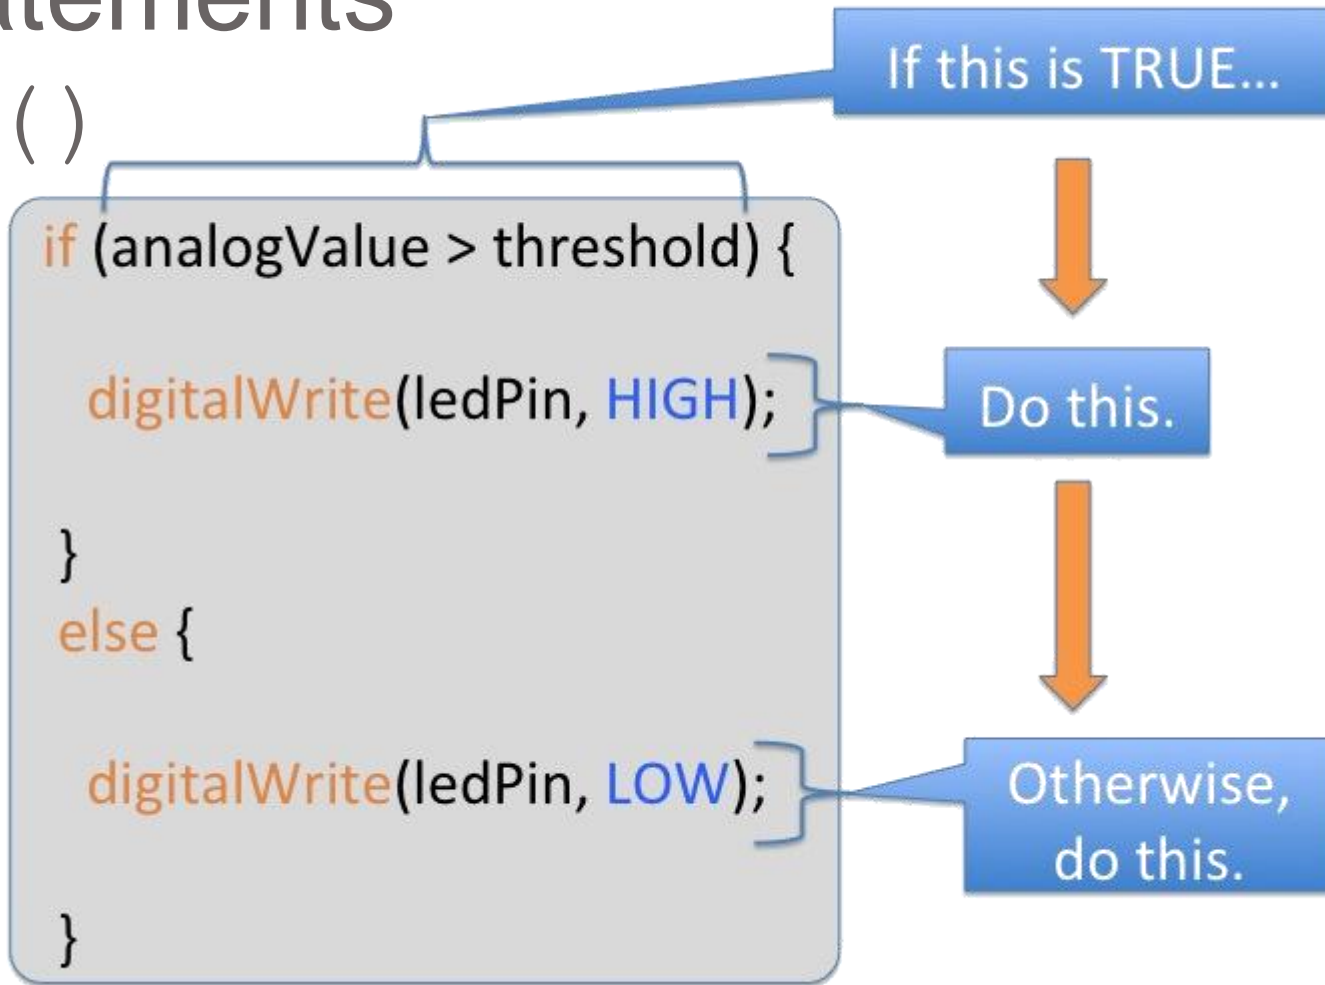 ( )
If this is TRUE...
if (analogValue > threshold) {
digitalWrite(ledPin, HIGH);
Do this.
}
else {
digitalWrite(ledPin, LOW);
Otherwise,
do this.
}